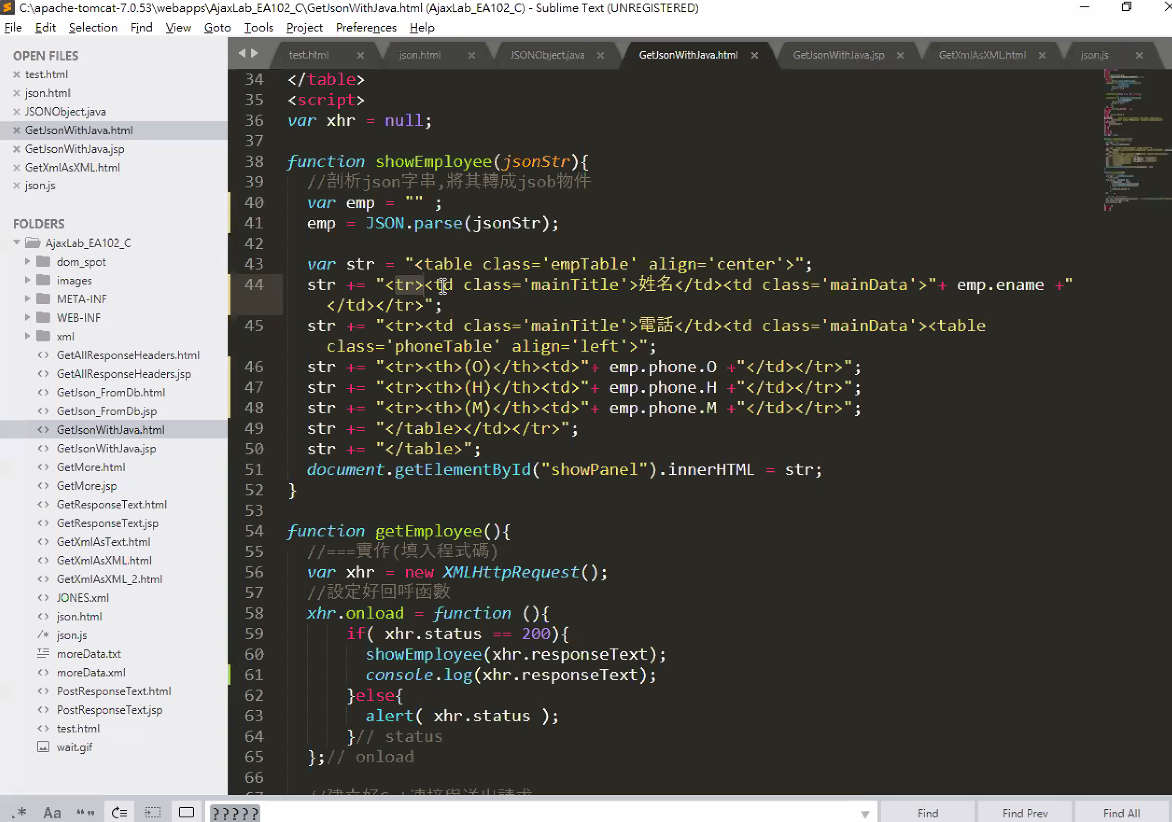 C:\apache-tomcat-7.0.53\webapps\AjaxLab_EA102_C\GetJsonWithJava.html (AjaxLab_EA102_C) - Sublime Text (UNREGISTERED)
File Edit Selection Find View Goto Tools Project Preferences Help
OPEN FILES
test.html
json.html
JSONObject.java
GetJsonWithJava.html
GetJsonWithJava.jsp
GetXmlAsXML.html
json.js
FOLDERS
AjaxLab_EA102_C
dom_spot
images
META-INF
WEB-INF
xml
GetAllResponseHeaders.html
GetAllResponseHeaders.jsp
GetJson_FromDb.html
GetJson_FromDb.jsp
GetJsonWithJava.html
GetJsonWithJava.jsp
GetMore.html
GetMore.jsp
GetResponseText.html
GetResponseText.jsp
GetXmlAsText.html
GetXmlAsXML.html
GetXmlAsXML_2.html
JONES.xml
json.html
json.js
moreData.txt
moreData.xml
PostResponseText.html
PostResponseText.jsp
test.html
wait.gif
test.html json.html JSONObject.java GetJsonWithJava.html GetJsonWithJava.jsp GetXmlAsXML.html json.js
34 </table>
35 <script>
36 var xhr = null;
37
38 function showEmployee(jsonStr){
39 //剖析json字串,將其轉成jsob物件
40 var emp = "" ;
41 emp = JSON.parse(jsonStr);
42
43 var str = "<table class='empTable' align='center'>";
44 str += "<tr><td class='mainTitle'>姓名</td><td class='mainData'>"+ emp.ename +"
</td></tr>";
45 str += "<tr><td class='mainTitle'>電話</td><td class='mainData'><table
class='phoneTable' align='left'>";
46 str += "<tr><th>(O)</th><td>"+ emp.phone.O +"</td></tr>";
47 str += "<tr><th>(H)</th><td>"+ emp.phone.H +"</td></tr>";
48 str += "<tr><th>(M)</th><td>"+ emp.phone.M +"</td></tr>";
49 str += "</table></td></tr>";
50 str += "</table>";
51 document.getElementById("showPanel").innerHTML = str;
52 }
53
54 function getEmployee(){
55 //===實作(填入程式碼)
56 var xhr = new XMLHttpRequest();
57 //設定好回呼函數
58 xhr.onload = function (){
59 if( xhr.status == 200){
60 showEmployee(xhr.responseText);
61 console.log(xhr.responseText);
62 }else{
63 alert( xhr.status );
64 }// status
65 };// onload
66
?????
Find Find Prev Find All